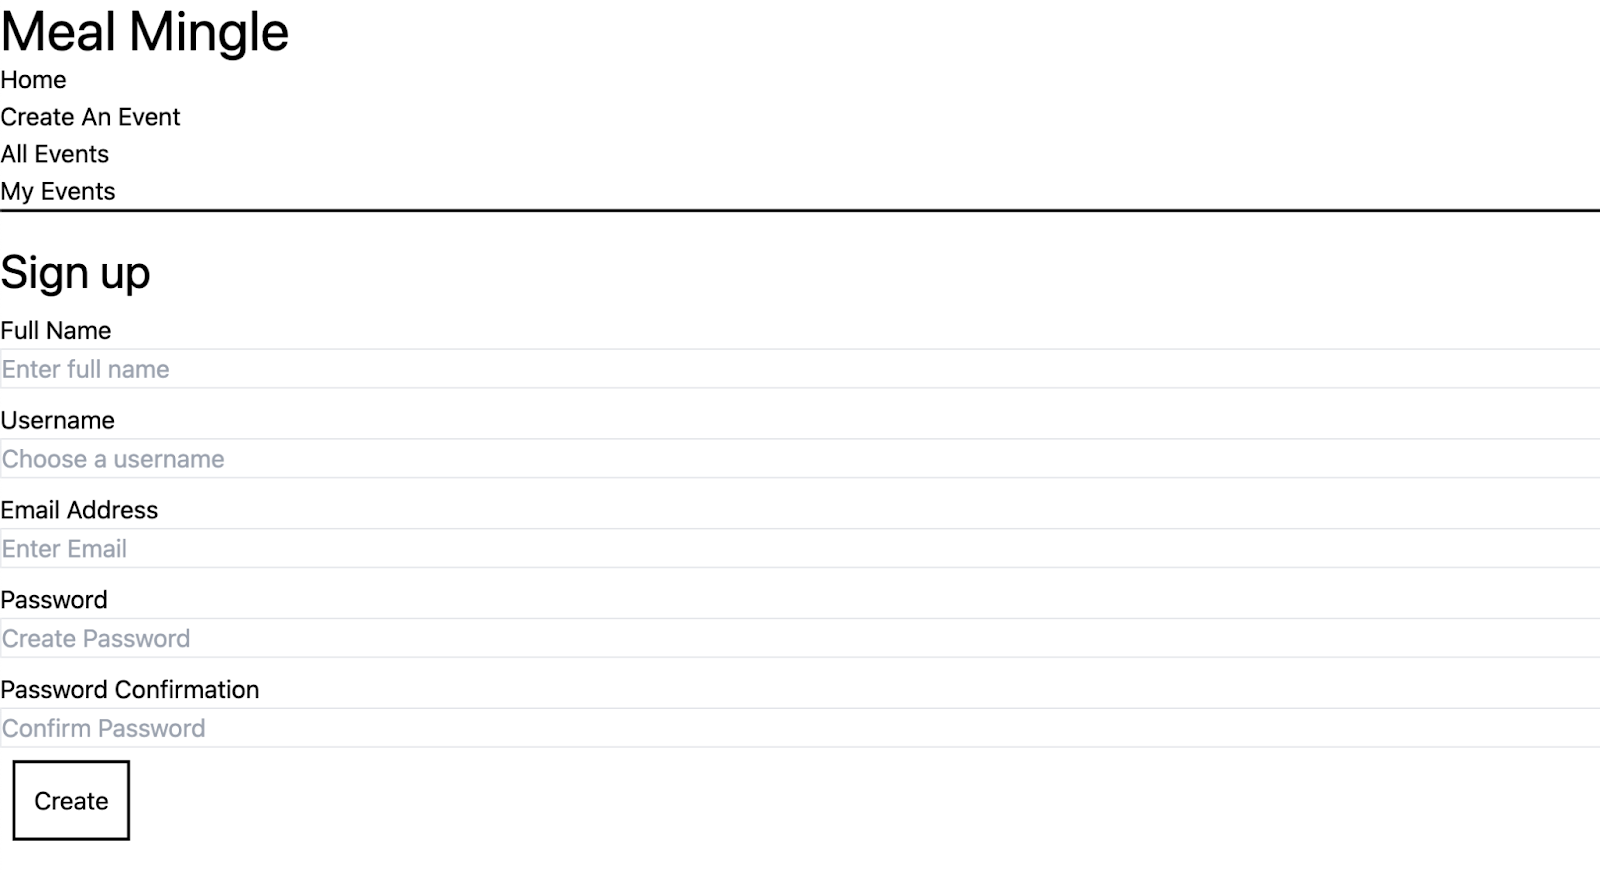 Meal Mingle
Home
Create An Event
All Events
My Events
Sign up
Full Name
Enter full name
Username
Choose a username
Email Address
Enter Email
Password
Create Password
Password Confirmation
Confirm Password
Create